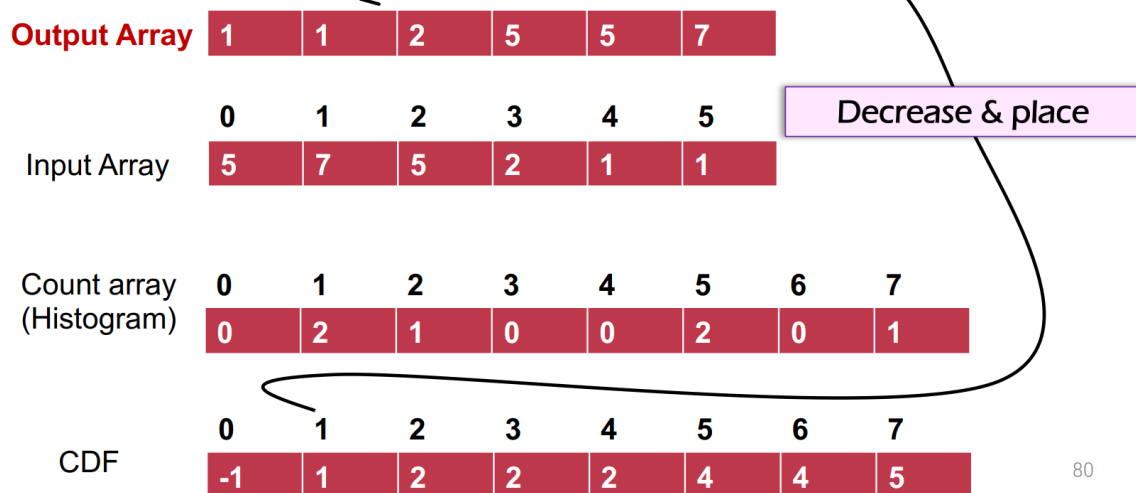 Output Array 1 1 2 5 5 7
0 1 2 3 4 5
Decrease & place
Input Array 5 7 5 2 1 1
Count array
(Histogram)
0 1 2 3 4 5 6 7
0 2 1 0 0 2 0 1
0 1 2 3 4 5 6 7
CDF -1 1 2 2 2 4 4 5
80